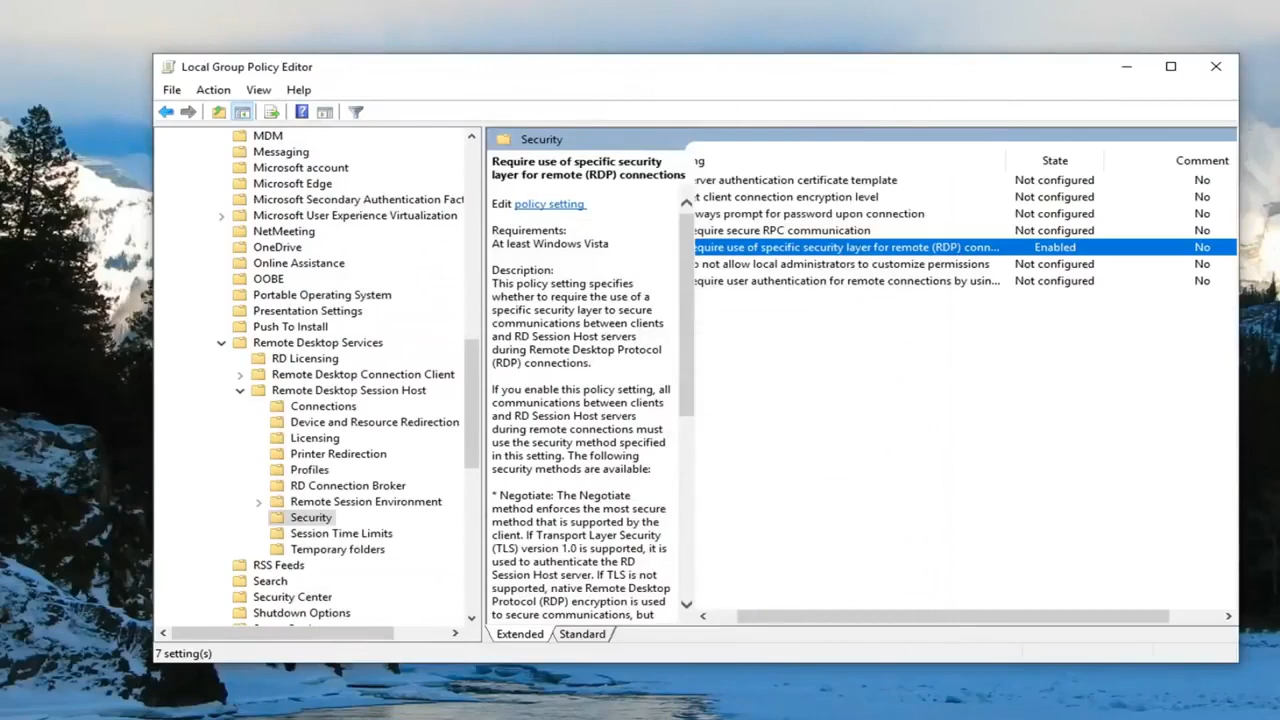 Local Group Policy Editor
File Action View Help
MDM
Messaging
Microsoft account
Microsoft Edge
Microsoft Secondary Authentication Fact
Microsoft User Experience Virtualization
NetMeeting
OneDrive
Online Assistance
OOBE
Portable Operating System
Presentation Settings
Push To Install
Remote Desktop Services
RD Licensing
Remote Desktop Connection Client
Remote Desktop Session Host
Connections
Device and Resource Redirection
Licensing
Printer Redirection
Profiles
RD Connection Broker
Remote Session Environment
Security
Session Time Limits
Temporary folders
RSS Feeds
Search
Security Center
Shutdown Options
Security
Require use of specific security
layer for remote (RDP) connections
Edit policy setting
Requirements:
At least Windows Vista
Description:
This policy setting specifies
whether to require the use of a
specific security layer to secure
communications between clients
and RD Session Host servers
during Remote Desktop Protocol
(RDP) connections.
If you enable this policy setting, all
communications between clients
and RD Session Host servers
during remote connections must
use the security method specified
in this setting. The following
security methods are available:
* Negotiate: The Negotiate
method enforces the most secure
method that is supported by the
client. If Transport Layer Security
(TLS) version 1.0 is supported, it is
used to authenticate the RD
Session Host server. If TLS is not
supported, native Remote Desktop
Protocol (RDP) encryption is used
to secure communications, but
ng State Comment
rver authentication certificate template Not configured No
t client connection encryption level Not configured No
ways prompt for password upon connection Not configured No
equire secure RPC communication Not configured No
equire use of specific security layer for remote (RDP) conn... Enabled No
o not allow local administrators to customize permissions Not configured No
equire user authentication for remote connections by usin... Not configured No
Extended Standard
7 setting(s)